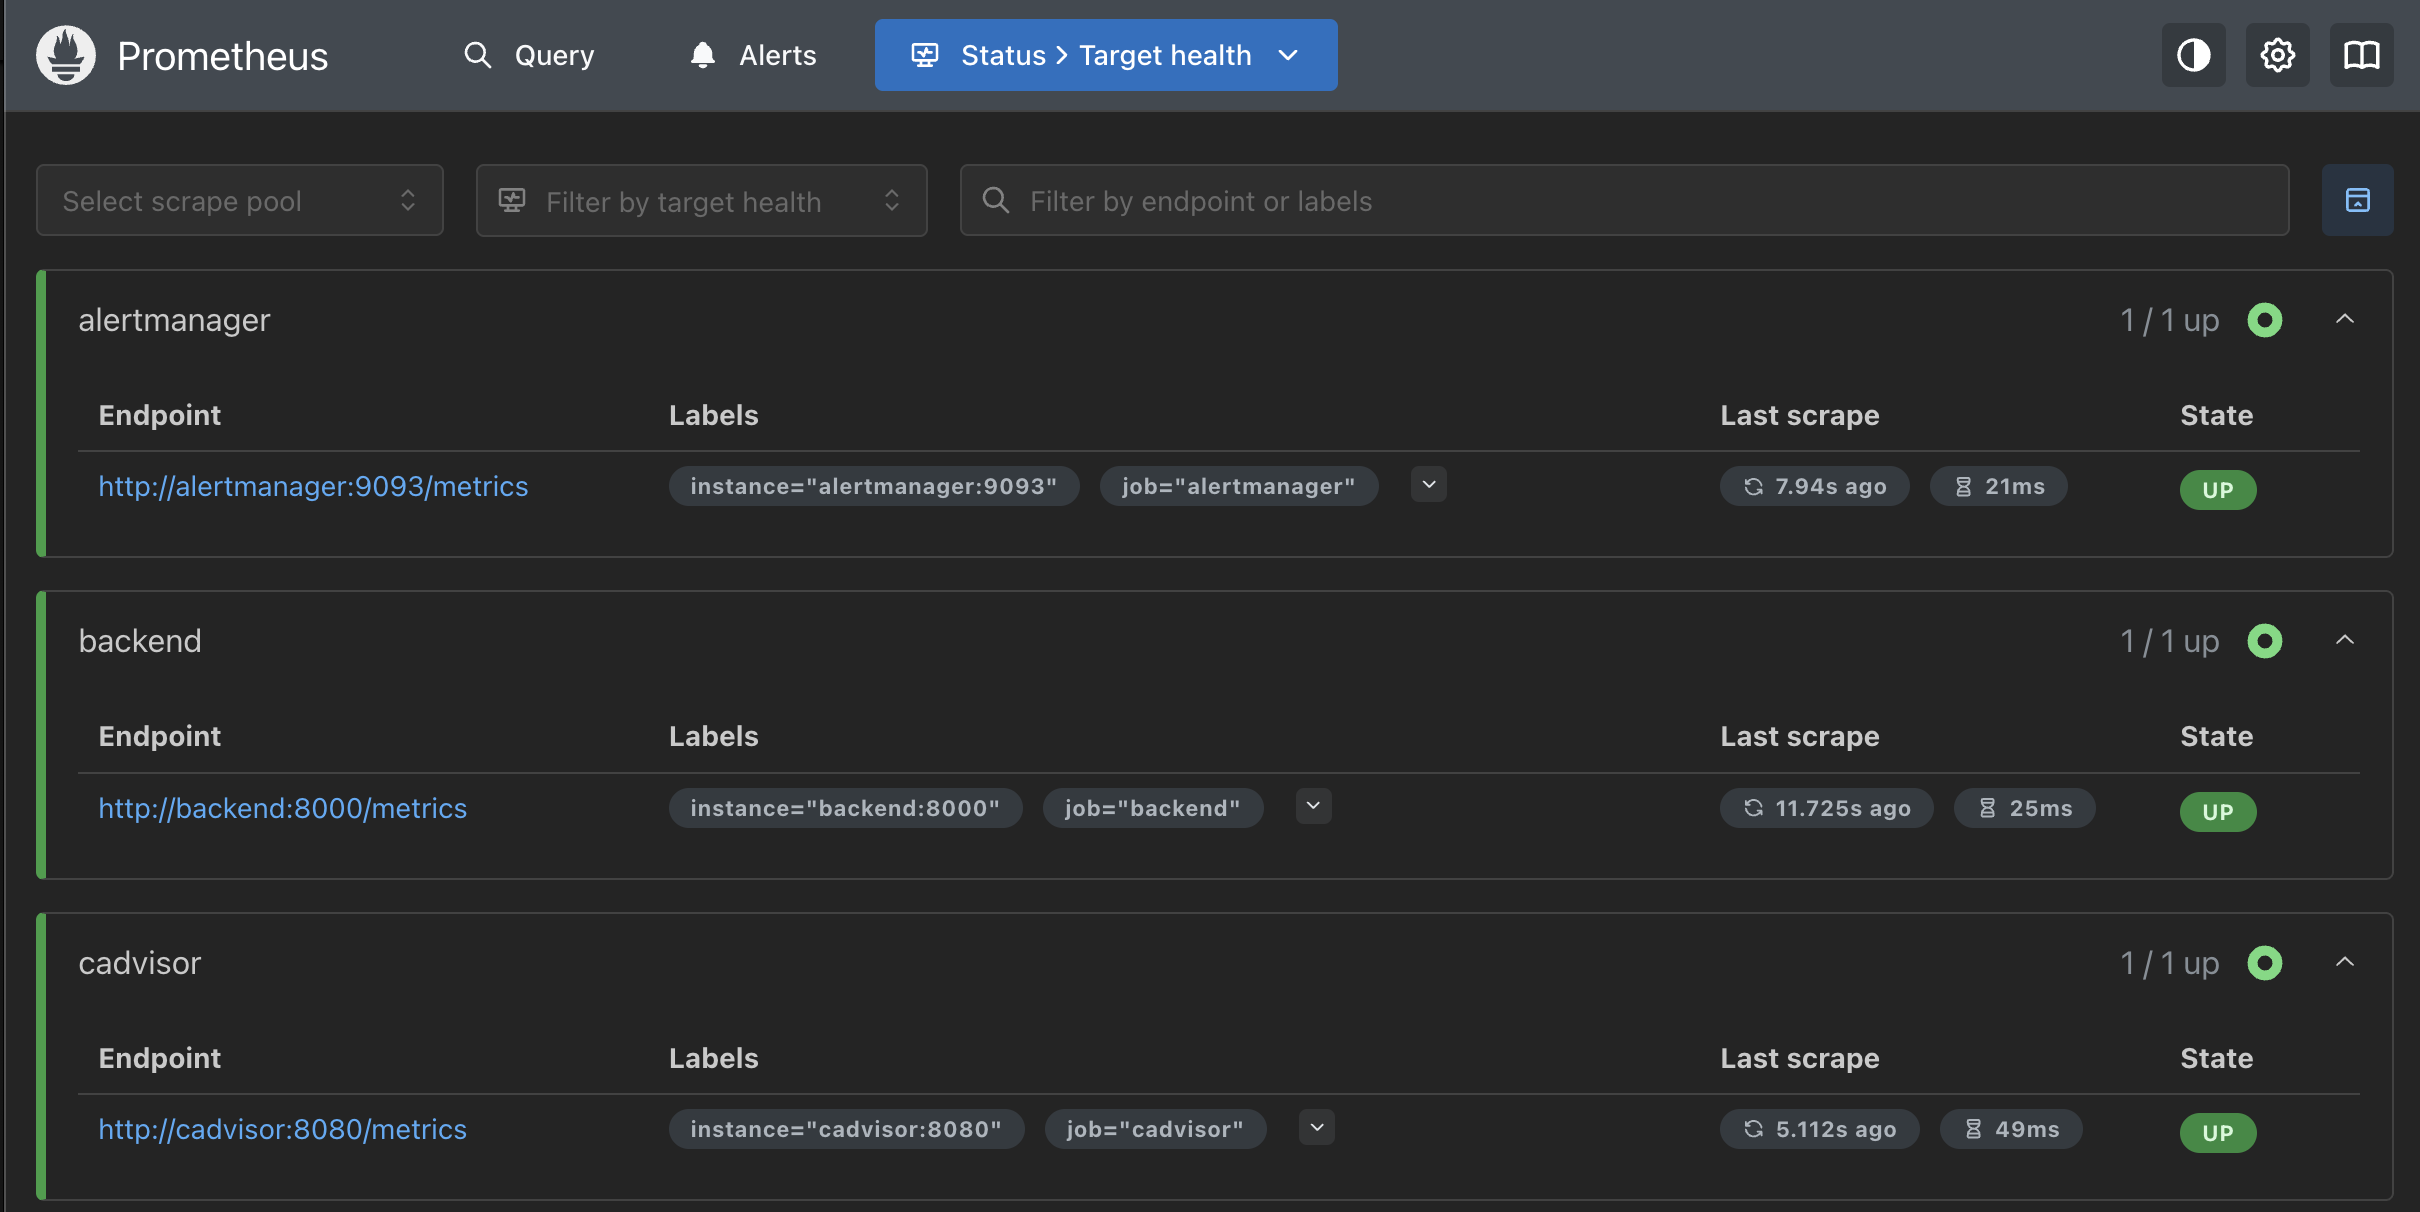 Prometheus Query Alerts Status > Target health
Select scrape pool Filter by target health Filter by endpoint or labels
alertmanager 1 / 1 up
Endpoint Labels Last scrape State
http://alertmanager:9093/metrics instance="alertmanager:9093" job="alertmanager" 7.94s ago 21ms UP
backend 1 / 1 up
Endpoint Labels Last scrape State
http://backend:8000/metrics instance="backend:8000" job="backend" 11.725s ago 25ms UP
cadvisor 1 / 1 up
Endpoint Labels Last scrape State
http://cadvisor:8080/metrics instance="cadvisor:8080" job="cadvisor" 5.112s ago 49ms UP